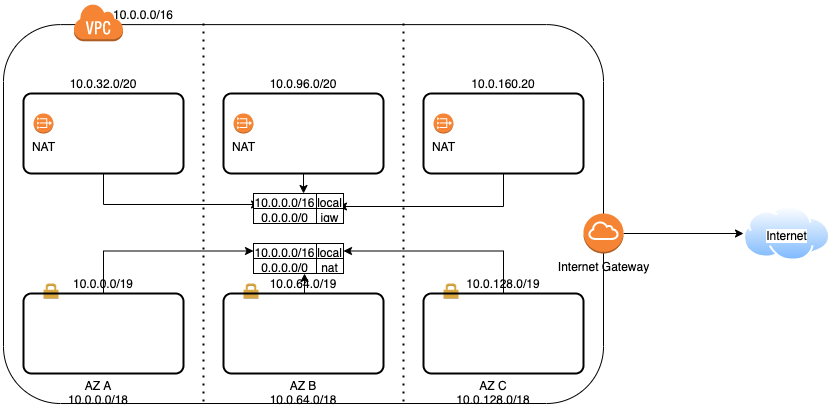 10.0.0.0/16
VPC
10.0.32.0/20
10.0.96.0/20
10.0.160.20
NAT
NAT
NAT
10.0.0.0/16 local
0.0.0.0/0 igw
10.0.0.0/16 local
0.0.0.0/0 nat
Internet
Internet Gateway
10.0.0.0/19
10.0.64.0/19
10.0.128.0/19
AZ A
AZ B
AZ C
10.0.0.0/18
10.0.64.0/18
10.0.128.0/18